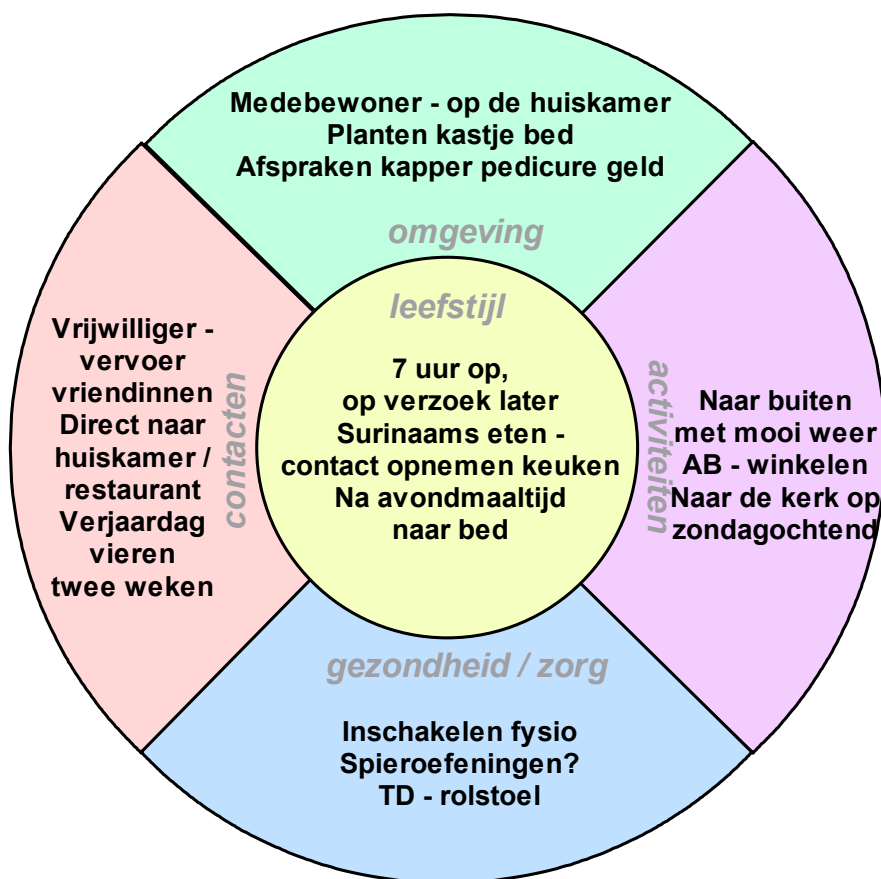 Medebewoner - op de huiskamer
Planten kastje bed
Afspraken kapper pedicure geld
omgeving
leefstijl
7 uur op,
op verzoek later
Surinaams eten -
contact opnemen keuken
Na avondmaaltijd
naar bed
Vrijwilliger -
vervoer
vriendinnen
Direct naar
huiskamer /
restaurant
Verjaardag
vieren
twee weken
contacten
activiteiten
Naar buiten
met mooi weer
AB - winkelen
Naar de kerk op
zondagochtend
gezondheid / zorg
Inschakelen fysio
Spieroefeningen?
TD - rolstoel